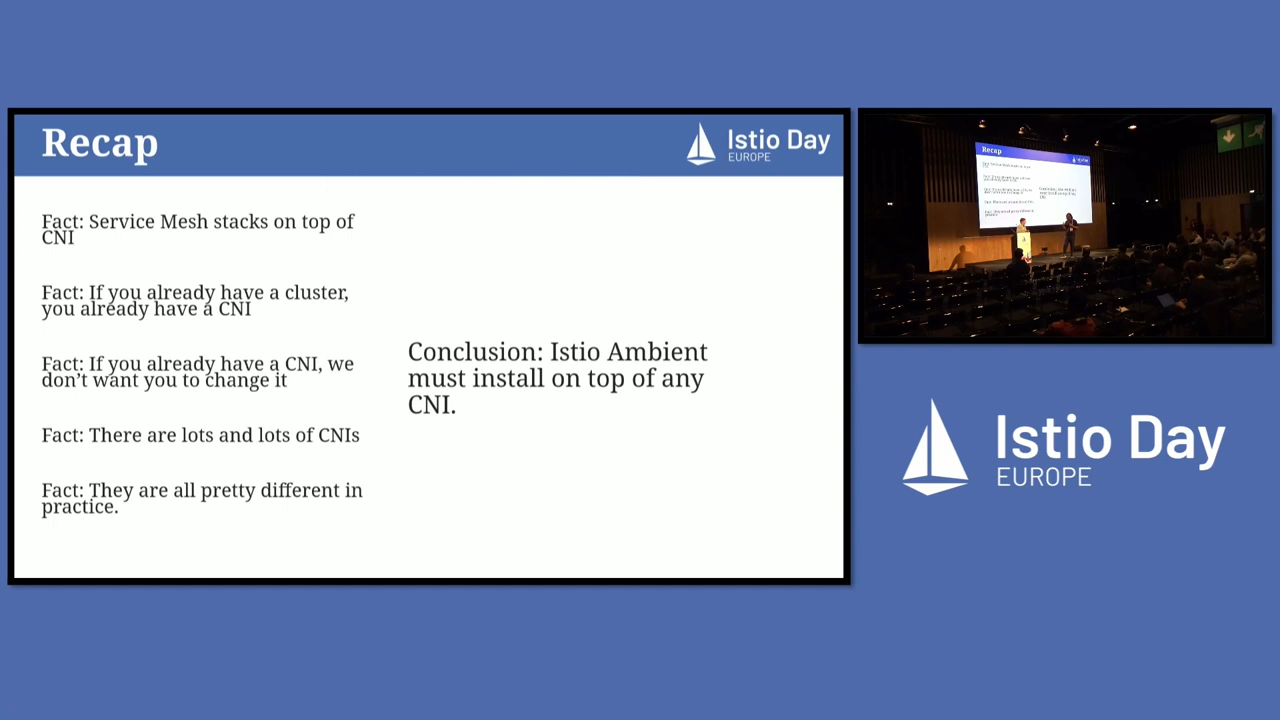 Recap
Istio Day
EUROPE
Fact: Service Mesh stacks on top of
CNI
Fact: If you already have a cluster,
you already have a CNI
Fact: If you already have a CNI, we
don’t want you to change it
Fact: There are lots and lots of CNIs
Fact: They are all pretty different in
practice.
Conclusion: Istio Ambient
must install on top of any
CNI.
Recap
Istio Day
EUROPE